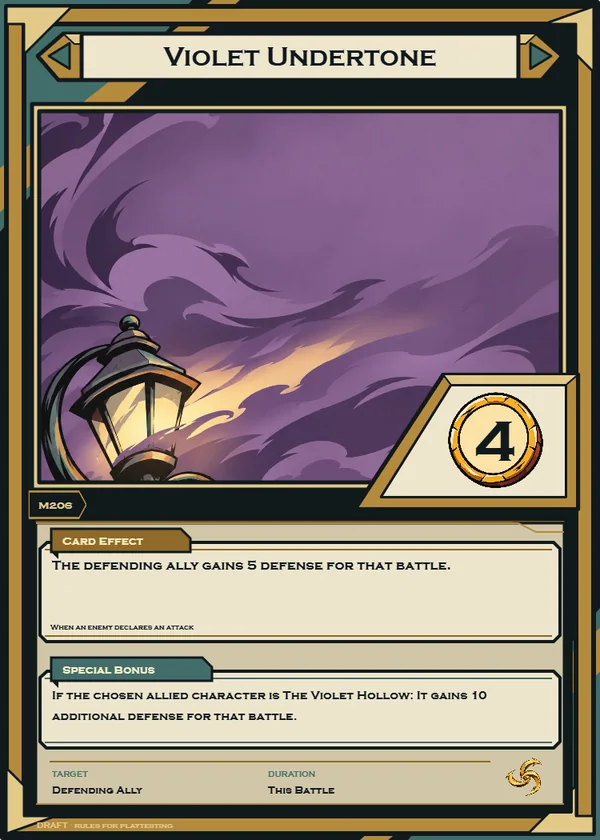 Violet Undertone
4
M206
Card Effect
The defending ally gains 5 defense for that battle.
When an enemy declares an attack
Special Bonus
If the chosen allied character is The Violet Hollow: It gains 10
additional defense for that battle.
Target
Duration
Defending Ally
This Battle
DRAFT · Rules for playtesting